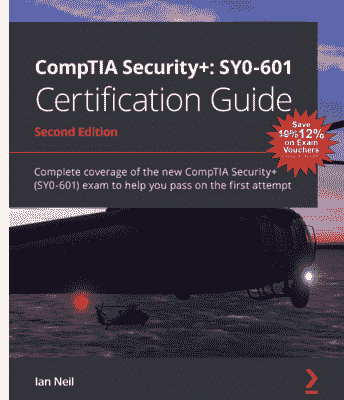 CompTIA Security+: SY0-601
Certification Guide
Second Edition
Save
10%12%
on Exam
Vouchers
Complete coverage of the new CompTIA Security+
(SY0-601) exam to help you pass on the first attempt
Ian Neil